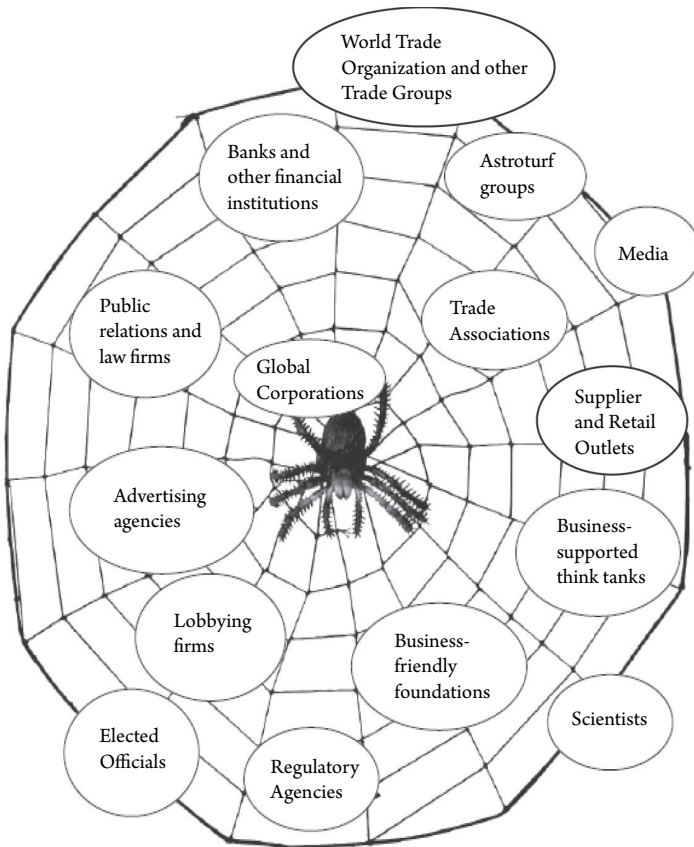 World Trade
Organization and other
Trade Groups
Banks and
other financial
institutions
Astroturf
groups
Media
Public
relations and
law firms
Trade
Associations
Global
Corporations
Supplier
and Retail
Outlets
Advertising
agencies
Business-
supported
think tanks
Lobbying
firms
Business-
friendly
foundations
Elected
Officials
Regulatory
Agencies
Scientists